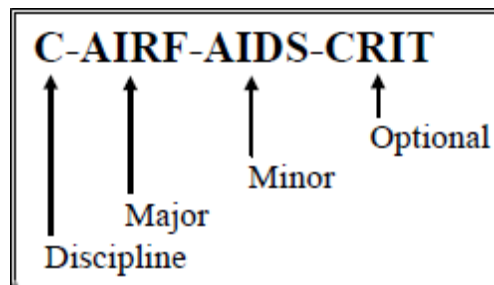 C-AIRF-AIDS-CRIT
Optional
Minor
Major
Discipline